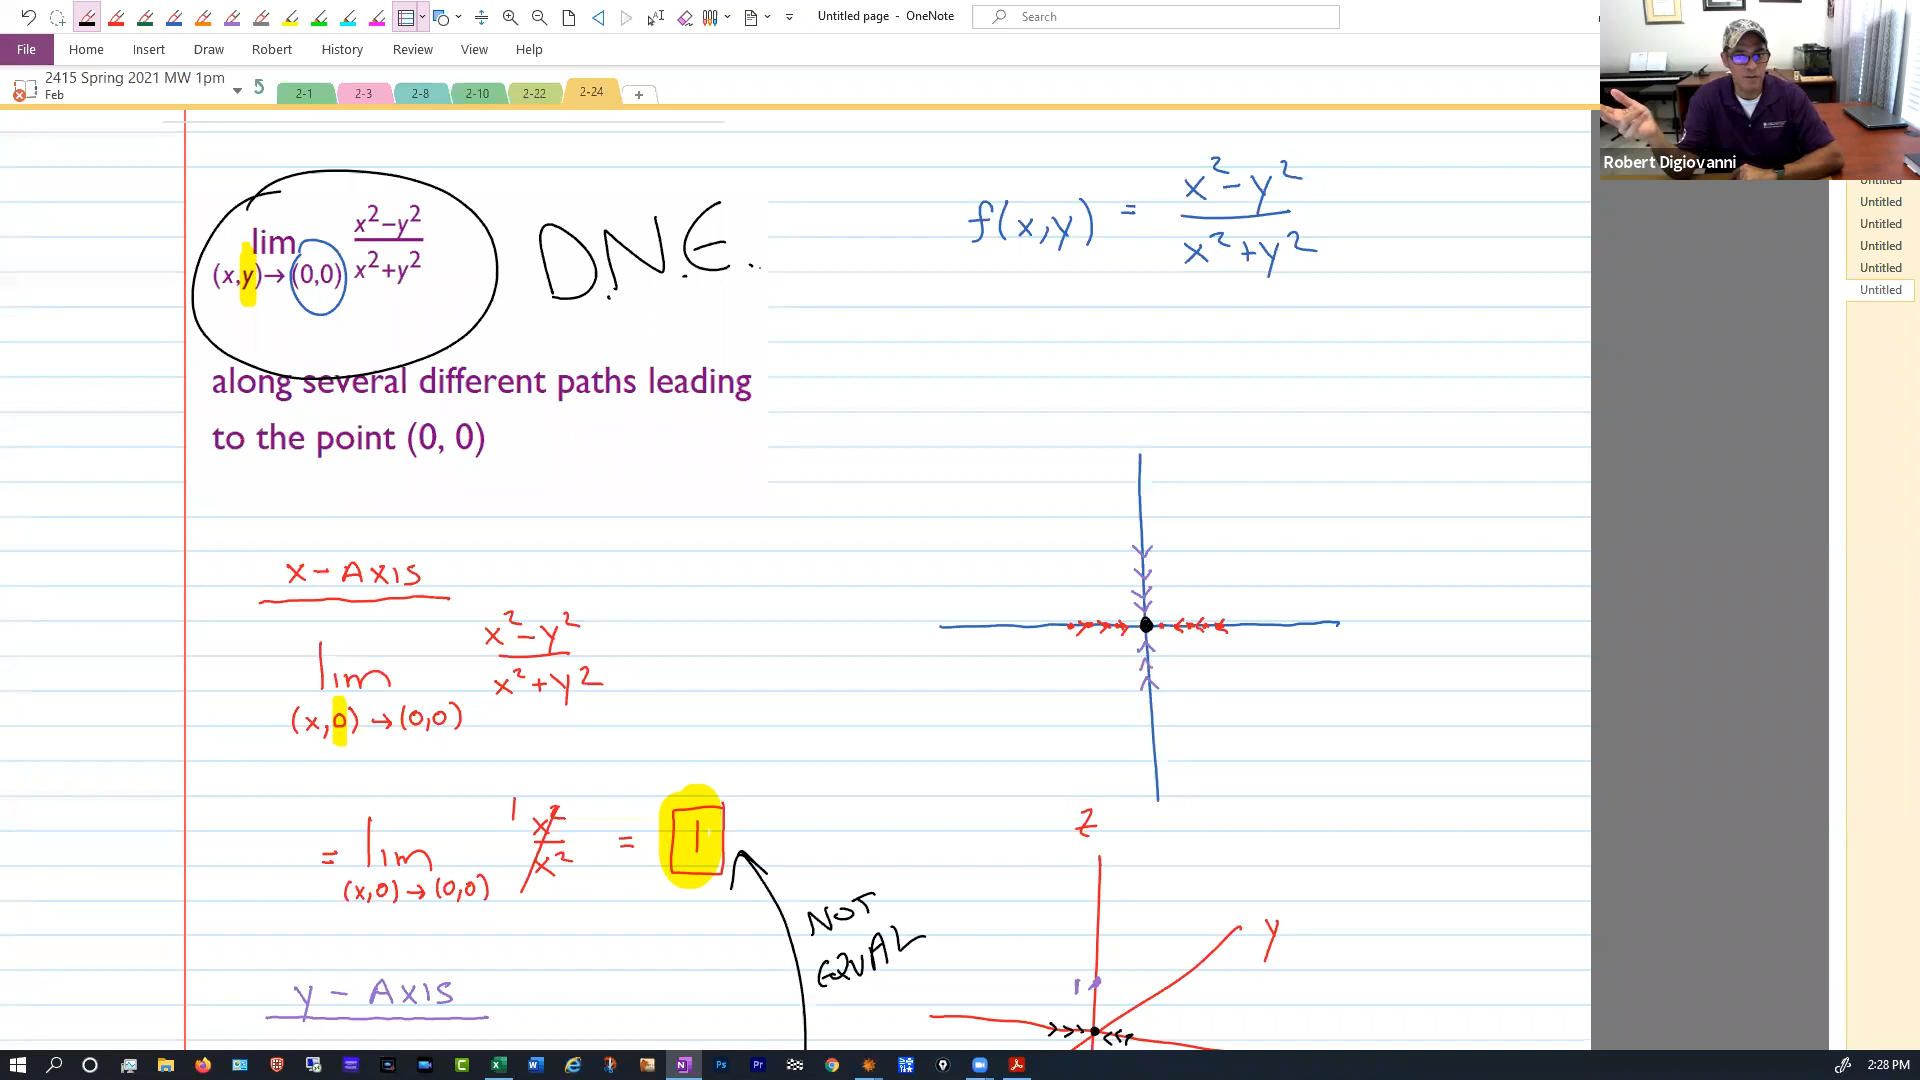 Untitled page - OneNote
Search
File Home Insert Draw Robert History Review View Help
2415 Spring 2021 MW 1pm
Feb
2-1 2-3 2-8 2-10 2-22 2-24 +
Robert Digiovanni
Untitled
Untitled
Untitled
Untitled
Untitled
Untitled
x²−y²
lim
(x,y)→(0,0)
x²+y²
D.N.E.
f(x,y) = x²−y²
x²+y²
along several different paths leading
to the point (0, 0)
x-AXIS
lim x²−y²
x²+y²
(x,0)→(0,0)
= lim 1 x²
x² = 1
(x,0)→(0,0)
NOT
EQUAL
y-AXIS
z
y
1
2:28 PM